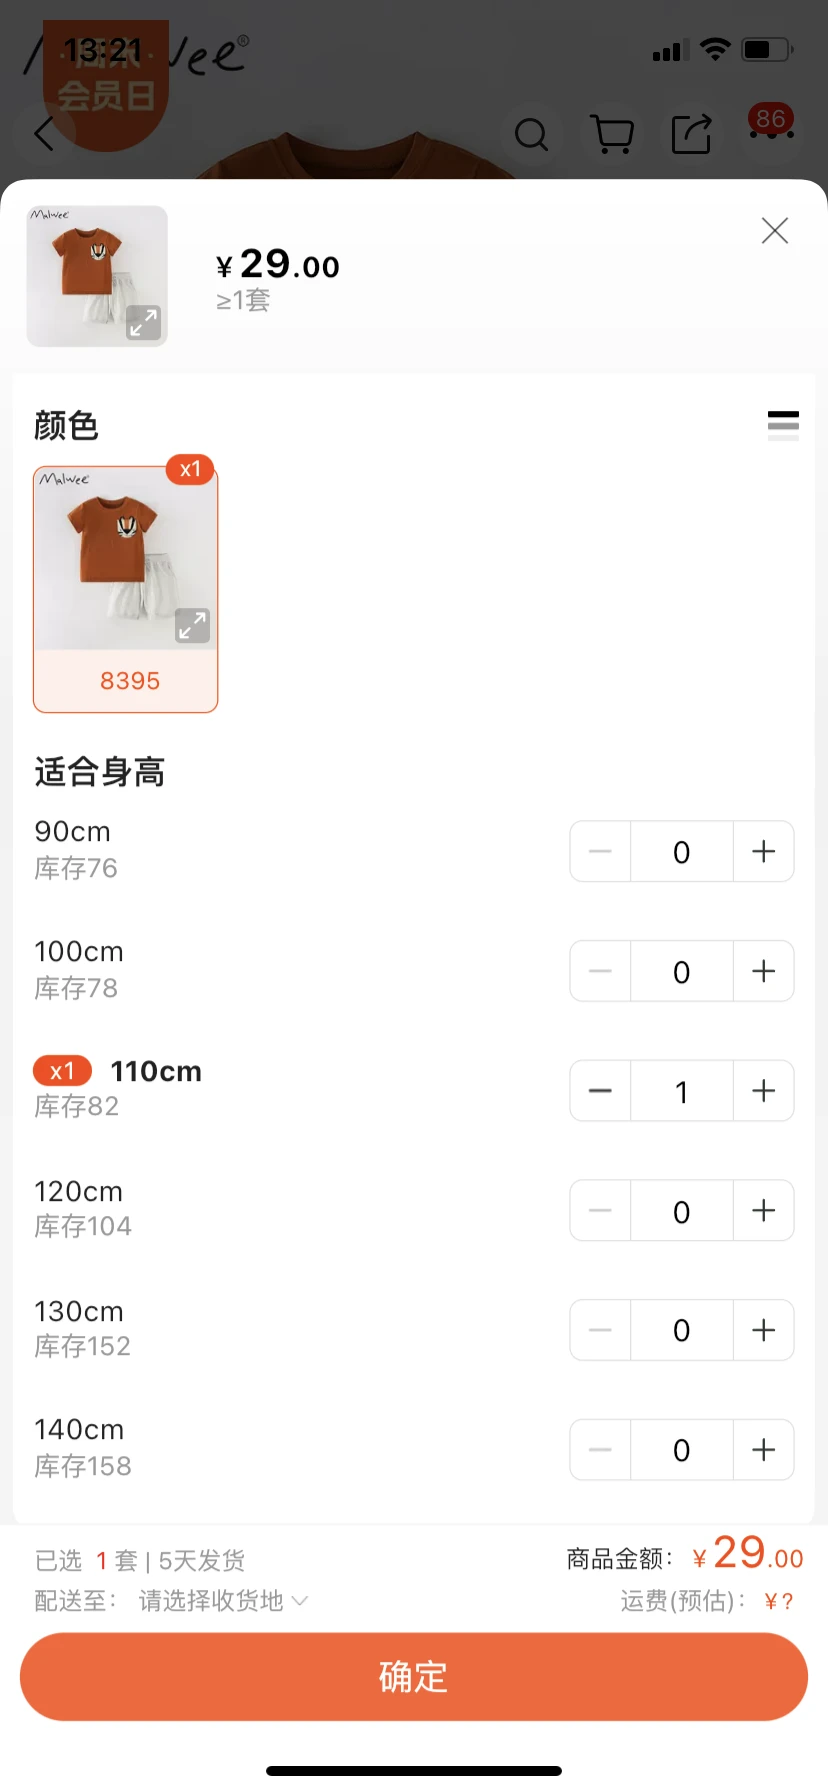 13:21
会员日
86
Malwee
¥29.00
≥1套
颜色
x1
Malwee
8395
适合身高
90cm
库存76
0
100cm
库存78
0
x1 110cm
库存82
1
120cm
库存104
0
130cm
库存152
0
140cm
库存158
0
已选 1 套 | 5天发货
商品金额：¥29.00
配送至： 请选择收货地
运费(预估)：¥?
确定